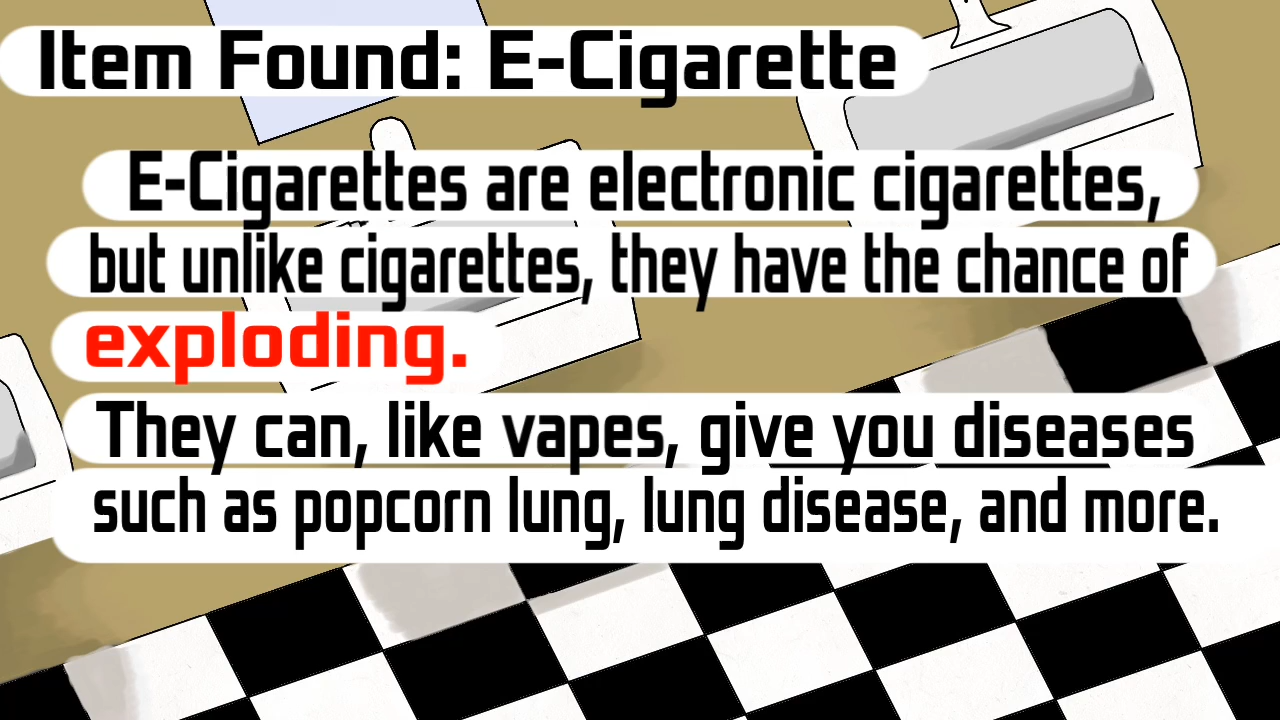 Item Found: E-Cigarette
E-Cigarettes are electronic cigarettes,
but unlike cigarettes, they have the chance of
exploding.
They can, like vapes, give you diseases
such as popcorn lung, lung disease, and more.